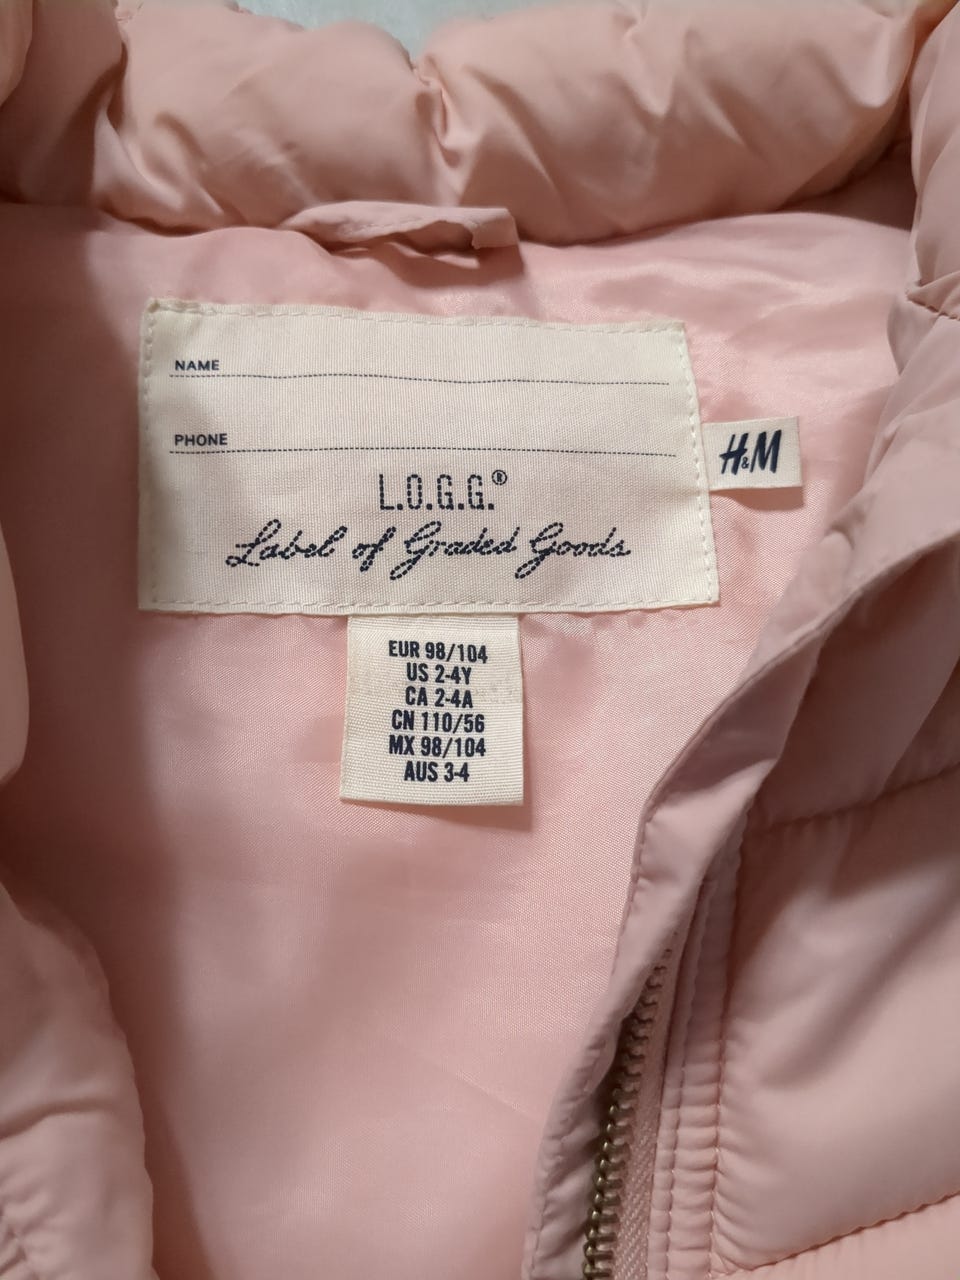 NAME
PHONE
L.O.G.G.®
Label of Graded Goods
H&M
EUR 98/104
US 2-4Y
CA 2-4A
CN 110/56
MX 98/104
AUS 3-4